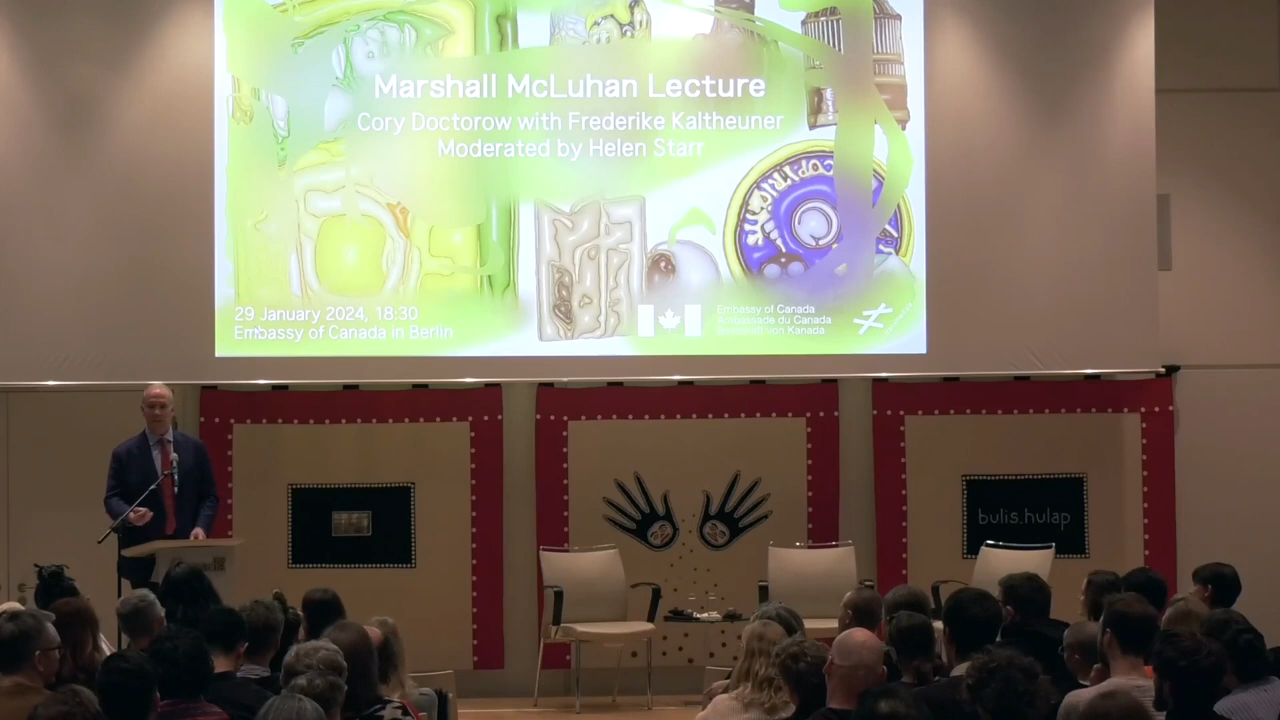 Marshall McLuhan Lecture
Cory Doctorow with Frederike Kaltheuner
Moderated by Helen Starr
29 January 2024, 18:30
Embassy of Canada in Berlin
Embassy of Canada
Ambassade du Canada
Botschaft von Kanada
bulis.hulap